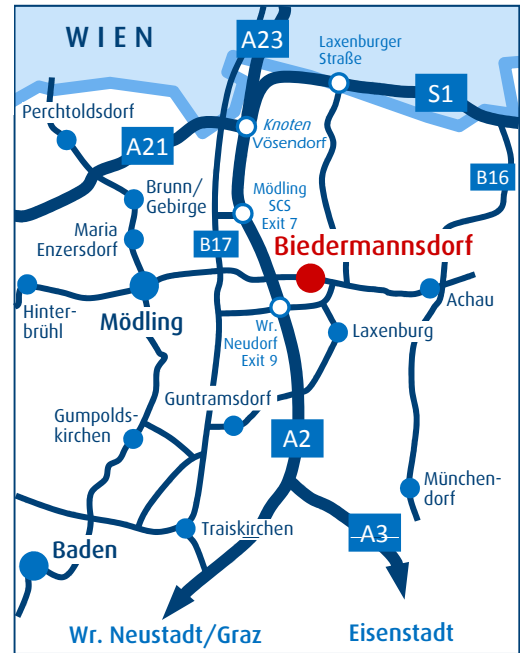 WIEN
A23
Laxenburger
Straße
S1
Perchtoldsdorf
A21
Knoten
Vösendorf
B16
Brunn/
Gebirge
Mödling
SCS
Exit 7
Maria
Enzersdorf
B17
Biedermannsdorf
Hinter-
brühl
Mödling
Achau
Wr.
Neudorf
Exit 9
Laxenburg
Guntramsdorf
Gumpolds-
kirchen
A2
München-
dorf
Traiskirchen
A3
Baden
Wr. Neustadt/Graz
Eisenstadt